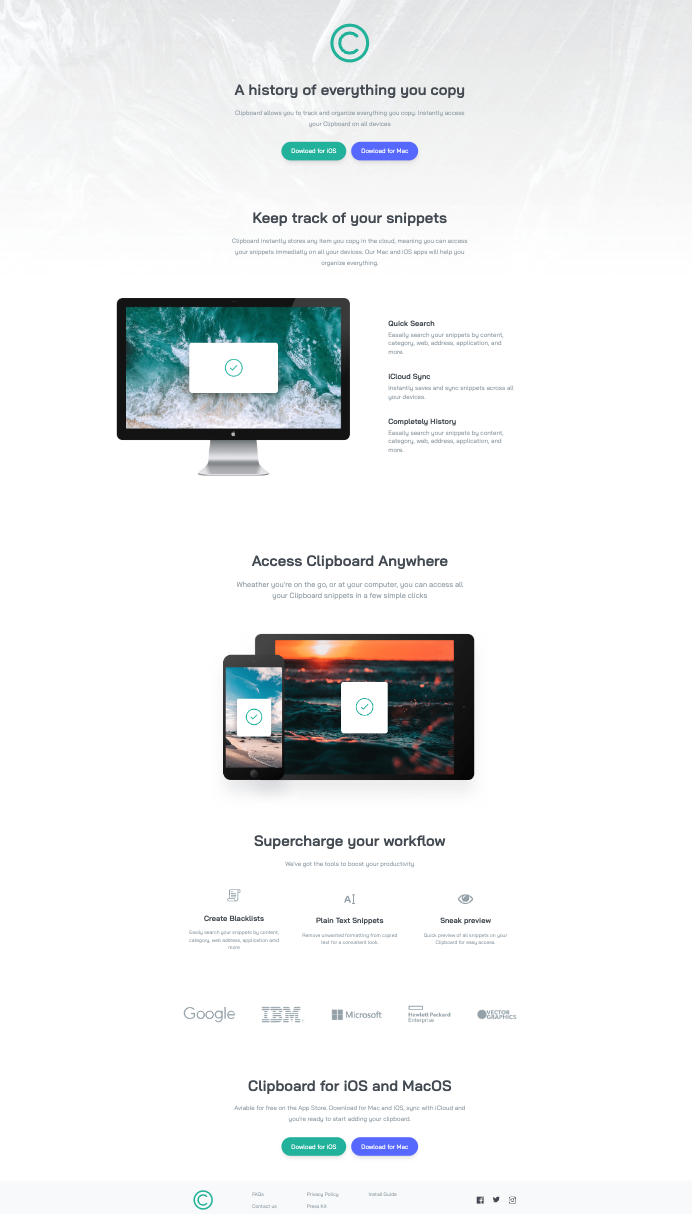 A history of everything you copy
Clipboard allows you to track and organize everything you copy. Instantly access
your Clipboard on all devices
Dowload for iOS
Dowload for Mac
Keep track of your snippets
Clipboard instantly stores any item you copy in the cloud, meaning you can access
your snippets immediatly on all your devices. Our Mac and iOS apps will help you
organize everything.
Quick Search
Easaily search your snippets by content,
category, web, address, application, and
more.
iCloud Sync
Instantly saves and sync snippets across all
your devices.
Completely History
Easaily search your snippets by content,
category, web, address, application, and
more.
Access Clipboard Anywhere
Wheather you're on the go, or at your computer, you can access all
your Clipboard snippets in a few simple clicks
Supercharge your workflow
We've got the tools to boost your productivity
Create Blacklists
Easily search your snippets by content,
category, web address, application and
more
Plain Text Snippets
Remove unwanted formatting from copied
text for a consistent look.
Sneak preview
Quick preview of all snippets on your
Clipboard for easy access.
Google
IBM
Microsoft
Hewlett Packard
Enterprise
VECTOR
GRAPHICS
Clipboard for iOS and MacOS
Aviable for free on the App Store. Download for Mac and iOS, sync with iCloud and
you're ready to start adding your clipboard.
Dowload for iOS
Dowload for Mac
FAQs
Contact us
Privacy Policy
Press Kit
Install Guide